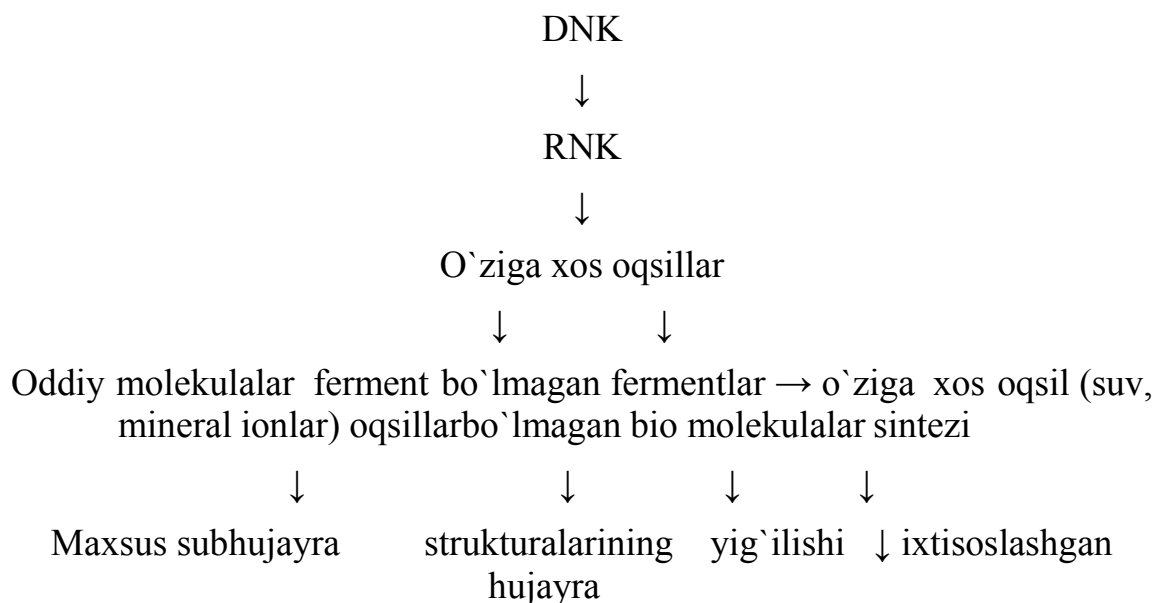 DNK
↓
RNK
↓
O`ziga xos oqsillar
↓ ↓
Oddiy molekulalar ferment bo`lmagan fermentlar → o`ziga xos oqsil (suv,
mineral ionlar) oqsillarbo`lmagan bio molekulalar sintezi
↓ ↓ ↓ ↓
Maxsus subhujayra strukturalarining yig`ilishi ↓ ixtisoslashgan
hujayra